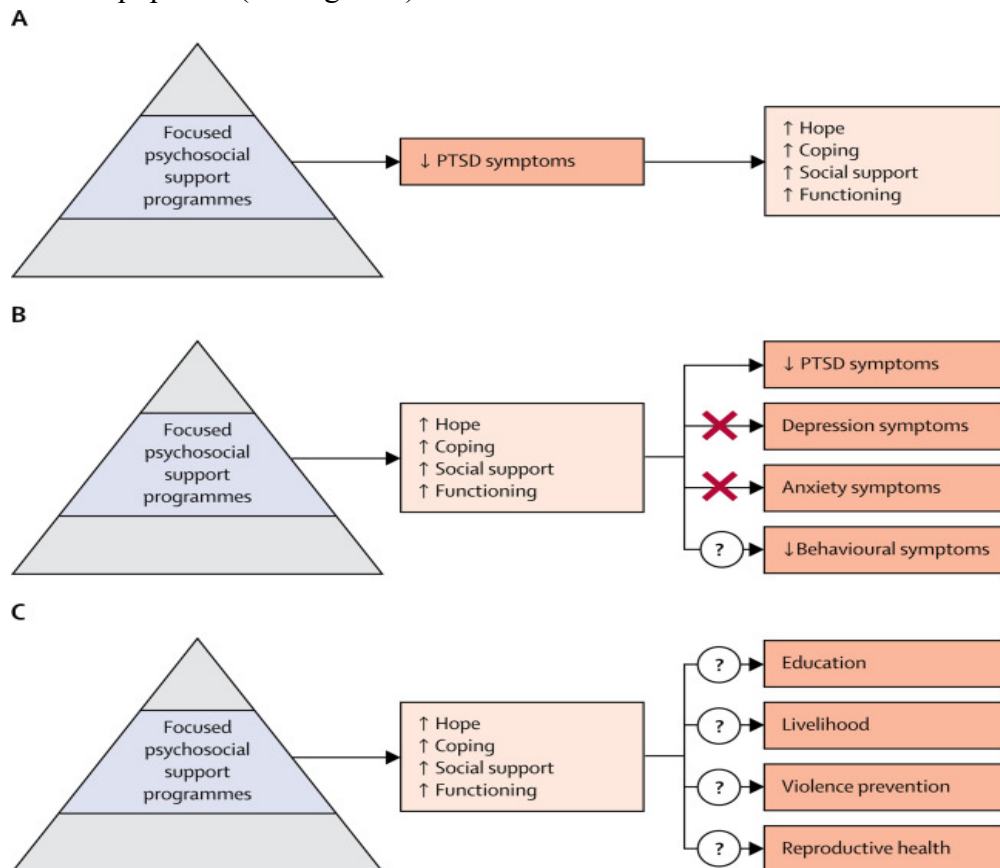 A
Focused
psychosocial
support
programmes
↓ PTSD symptoms
↑ Hope
↑ Coping
↑ Social support
↑ Functioning
B
Focused
psychosocial
support
programmes
↑ Hope
↑ Coping
↑ Social support
↑ Functioning
↓ PTSD symptoms
Depression symptoms
Anxiety symptoms
? ↓Behavioural symptoms
C
Focused
psychosocial
support
programmes
↑ Hope
↑ Coping
↑ Social support
↑ Functioning
? Education
? Livelihood
? Violence prevention
? Reproductive health